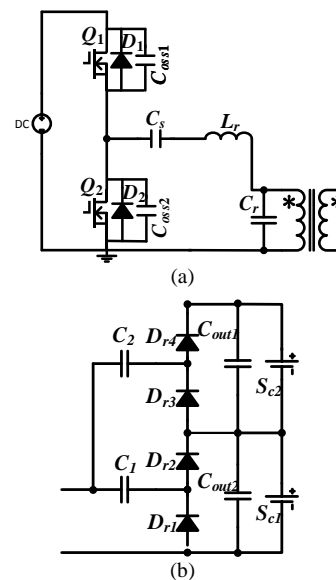 Q1
D1
Coss1
DC
Cs
Lr
Q2
D2
Coss2
Cr
* *
(a)
C2
Dr4
Cout1
Dr3
Sc2
C1
Dr2
Cout2
Dr1
Sc1
(b)